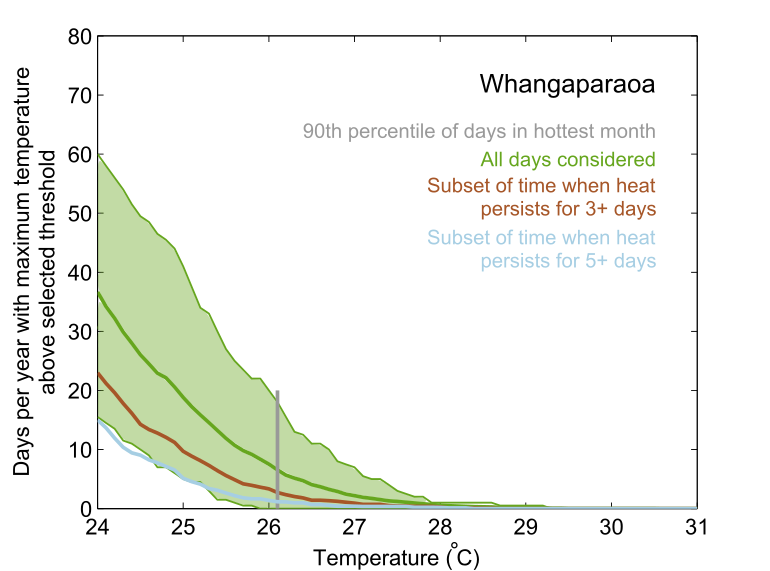 Whangaparaoa
90th percentile of days in hottest month
All days considered
Subset of time when heat
persists for 3+ days
Subset of time when heat
persists for 5+ days
Days per year with maximum temperature
above selected threshold
80
70
60
50
40
30
20
10
0
24 25 26 27 28 29 30 31
Temperature (°C)